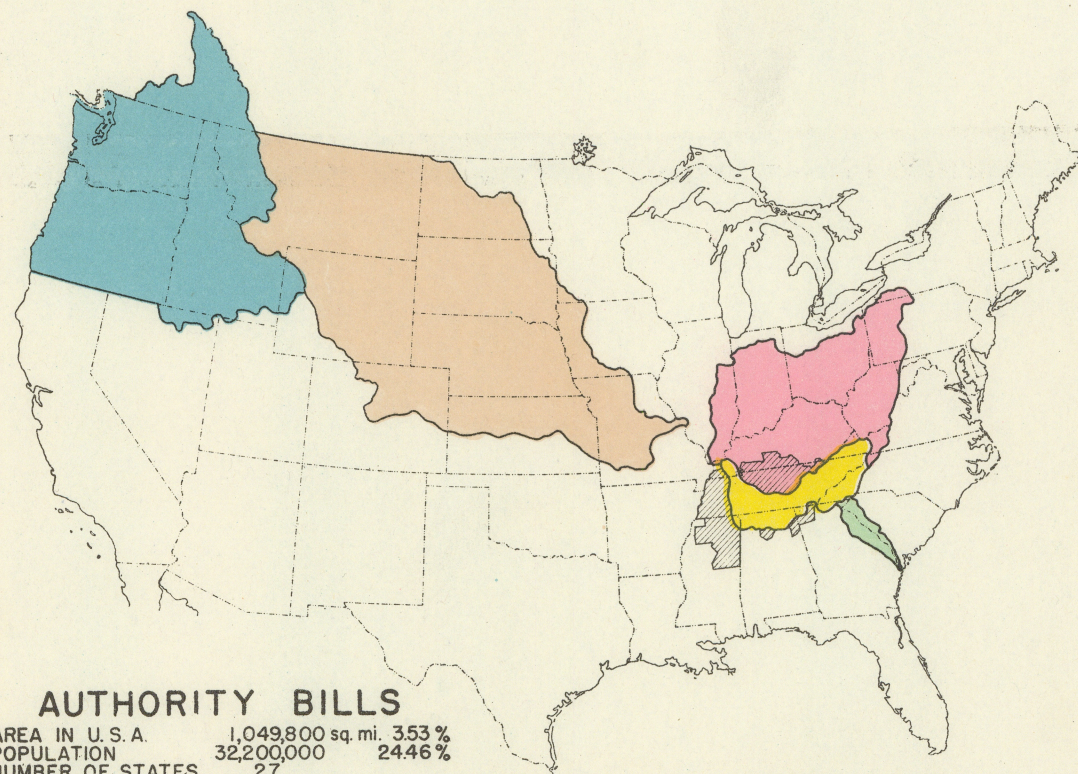 AUTHORITY BILLS
AREA IN U.S.A. 1,049,800 sq. mi. 3.53 %
POPULATION 32,200,000 24.46 %
NUMBER OF STATES 27